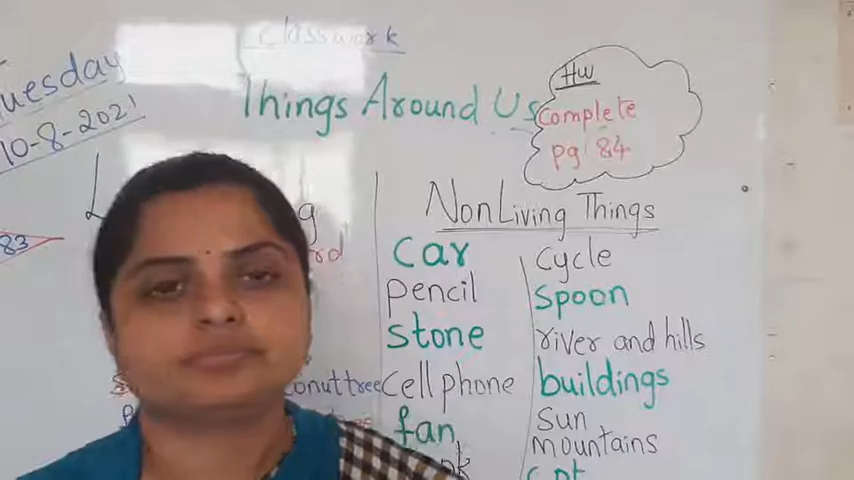 classwork
Tuesday
10-8-2021
Things Around Us
HW
complete
pg 84
83
Non Living Things
car
pencil
stone
cell phone
fan
cycle
spoon
river and hills
buildings
sun
mountains